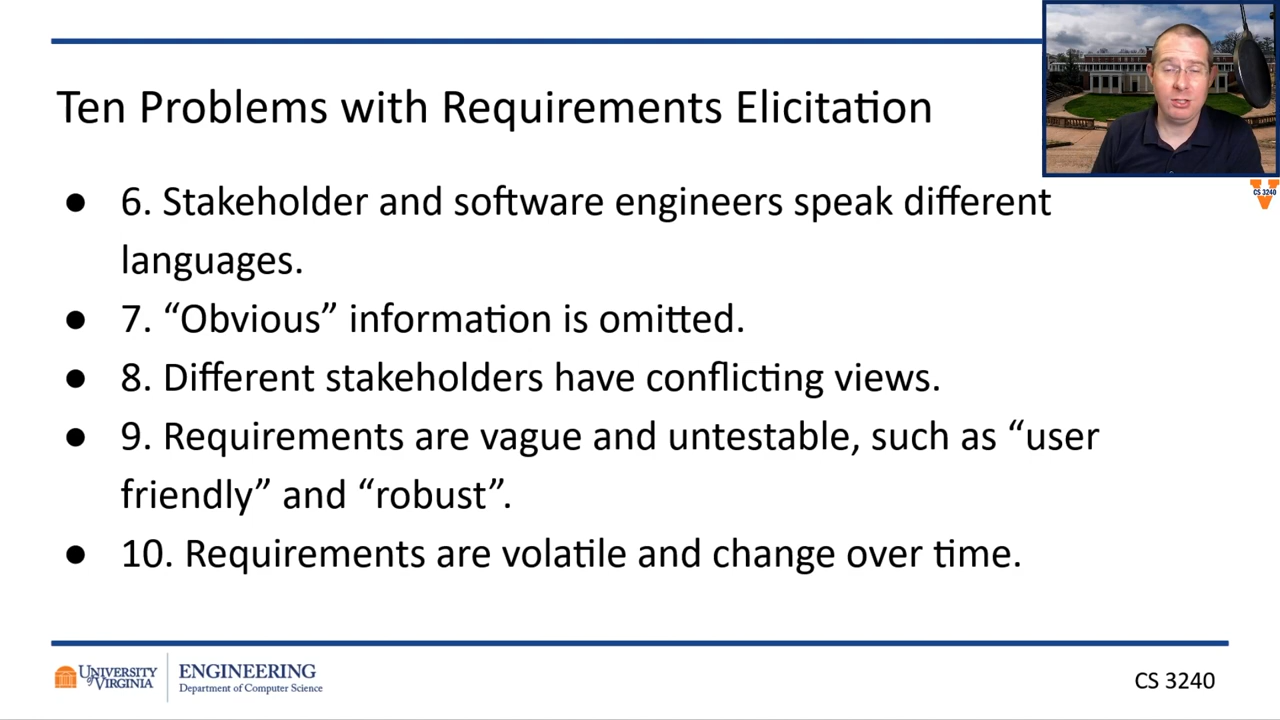 Ten Problems with Requirements Elicitation
● 6. Stakeholder and software engineers speak different
languages.
● 7. “Obvious” information is omitted.
● 8. Different stakeholders have conflicting views.
● 9. Requirements are vague and untestable, such as “user
friendly” and “robust”.
● 10. Requirements are volatile and change over time.
CS 3240
UNIVERSITY
of VIRGINIA
ENGINEERING
Department of Computer Science
CS 3240